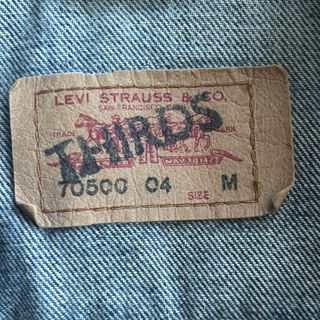 LEVI STRAUSS & CO.
SAN FRANCISCO
TRADE MARK
THIRDS
70500 04 SIZE M